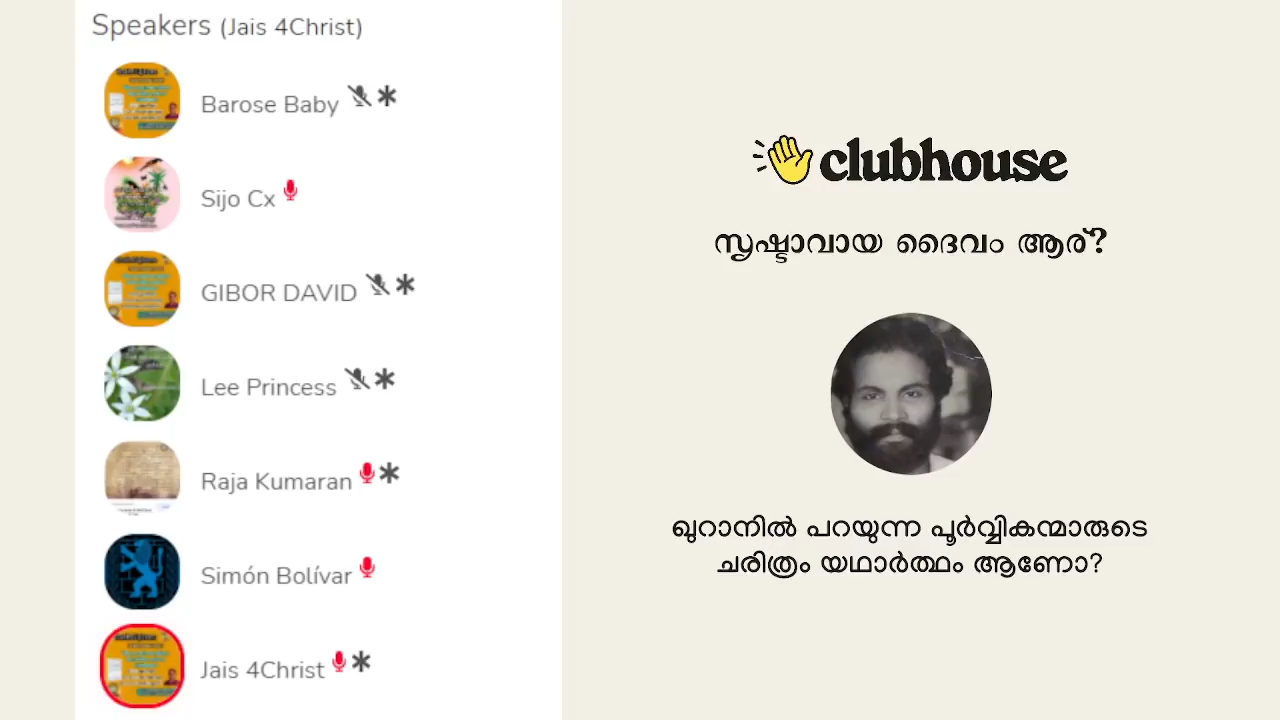 Speakers (Jais 4Christ)
Barose Baby
Sijo Cx
GIBOR DAVID
Lee Princess
Raja Kumaran
Simón Bolívar
Jais 4Christ
clubhouse
സൃഷ്ടാവായ ദൈവം ആര്?
ഖുറാനിൽ പറയുന്ന പൂർവ്വികന്മാരുടെ
ചരിത്രം യഥാർത്ഥം ആണോ?